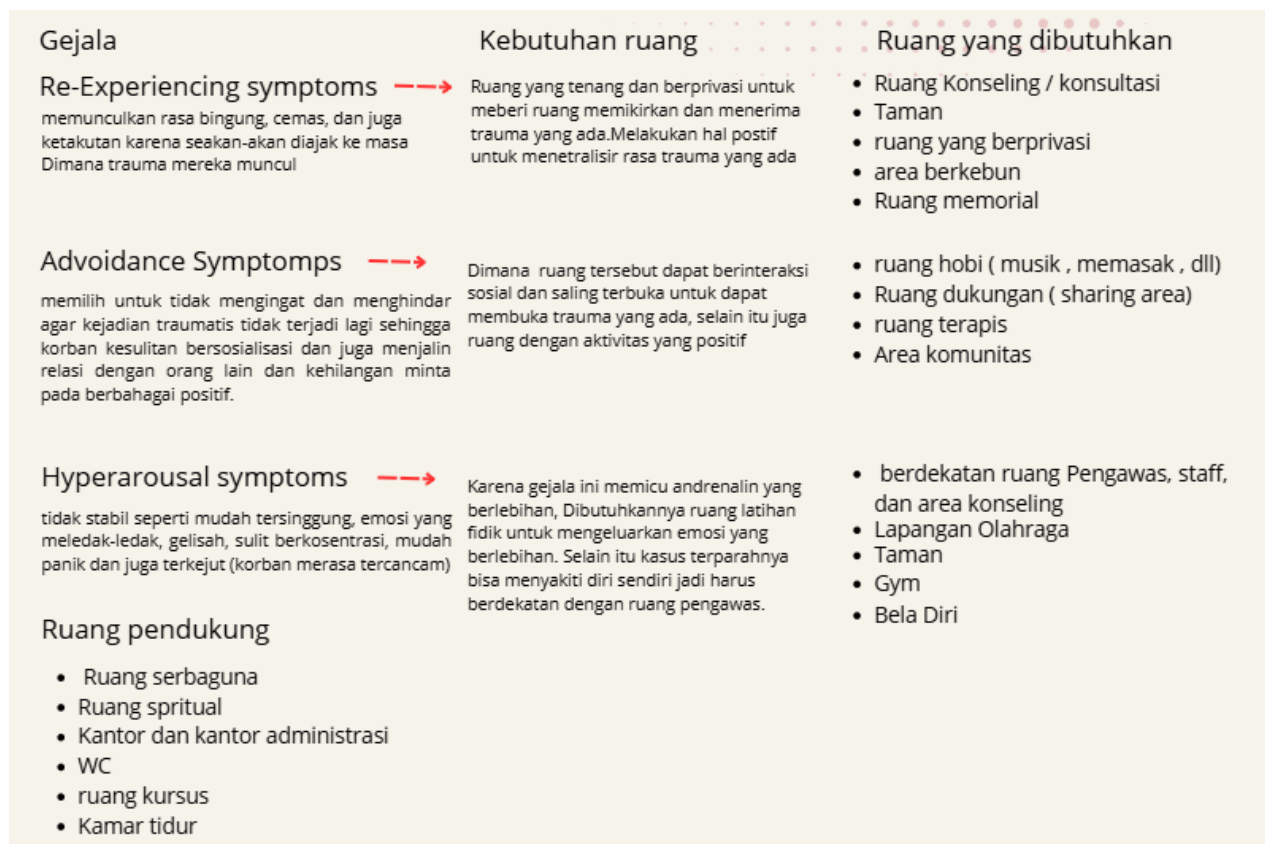 Gejala
Kebutuhan ruang
Ruang yang dibutuhkan
Re-Experiencing symptoms
memunculkan rasa bingung, cemas, dan juga
ketakutan karena seakan-akan diajak ke masa
Dimana trauma mereka muncul
Ruang yang tenang dan berprivasi untuk
meberi ruang memikirkan dan menerima
trauma yang ada.Melakukan hal postif
untuk menetralisir rasa trauma yang ada
• Ruang Konseling / konsultasi
• Taman
• ruang yang berprivasi
• area berkebun
• Ruang memorial
Advoidance Symptomps
memilih untuk tidak mengingat dan menghindar
agar kejadian traumatis tidak terjadi lagi sehingga
korban kesulitan bersosialisasi dan juga menjalin
relasi dengan orang lain dan kehilangan minta
pada berbahagai positif.
Dimana ruang tersebut dapat berinteraksi
sosial dan saling terbuka untuk dapat
membuka trauma yang ada, selain itu juga
ruang dengan aktivitas yang positif
• ruang hobi ( musik , memasak , dll)
• Ruang dukungan ( sharing area)
• ruang terapis
• Area komunitas
Hyperarousal symptoms
tidak stabil seperti mudah tersinggung, emosi yang
meledak-ledak, gelisah, sulit berkosentrasi, mudah
panik dan juga terkejut (korban merasa tercancam)
Karena gejala ini memicu andrenalin yang
berlebihan, Dibutuhkannya ruang latihan
fidik untuk mengeluarkan emosi yang
berlebihan. Selain itu kasus terparahnya
bisa menyakiti diri sendiri jadi harus
berdekatan dengan ruang pengawas.
• berdekatan ruang Pengawas, staff,
dan area konseling
• Lapangan Olahraga
• Taman
• Gym
• Bela Diri
Ruang pendukung
• Ruang serbaguna
• Ruang spritual
• Kantor dan kantor administrasi
• WC
• ruang kursus
• Kamar tidur